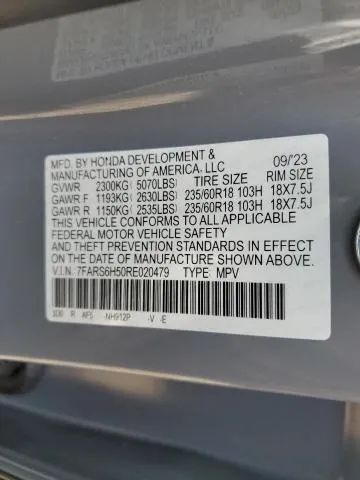 MFD. BY HONDA DEVELOPMENT & 09/'23
MANUFACTURING OF AMERICA, LLC
GVWR 2300KG (5070LBS) TIRE SIZE RIM SIZE
GAWR F 1193KG (2630LBS) 235/60R18 103H 18X7.5J
GAWR R 1150KG (2535LBS) 235/60R18 103H 18X7.5J
THIS VEHICLE CONFORMS TO ALL APPLICABLE
FEDERAL MOTOR VEHICLE SAFETY
AND THEFT PREVENTION STANDARDS IN EFFECT
ON THE DATE OF MANUFACTURE SHOWN ABOVE.
V.I.N. 7FARS6H50RE020479 TYPE: MPV
R AF5 NH912P -V -E